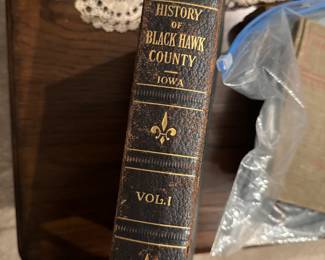 HISTORY
OF
BLACK HAWK
COUNTY
IOWA
VOL. I